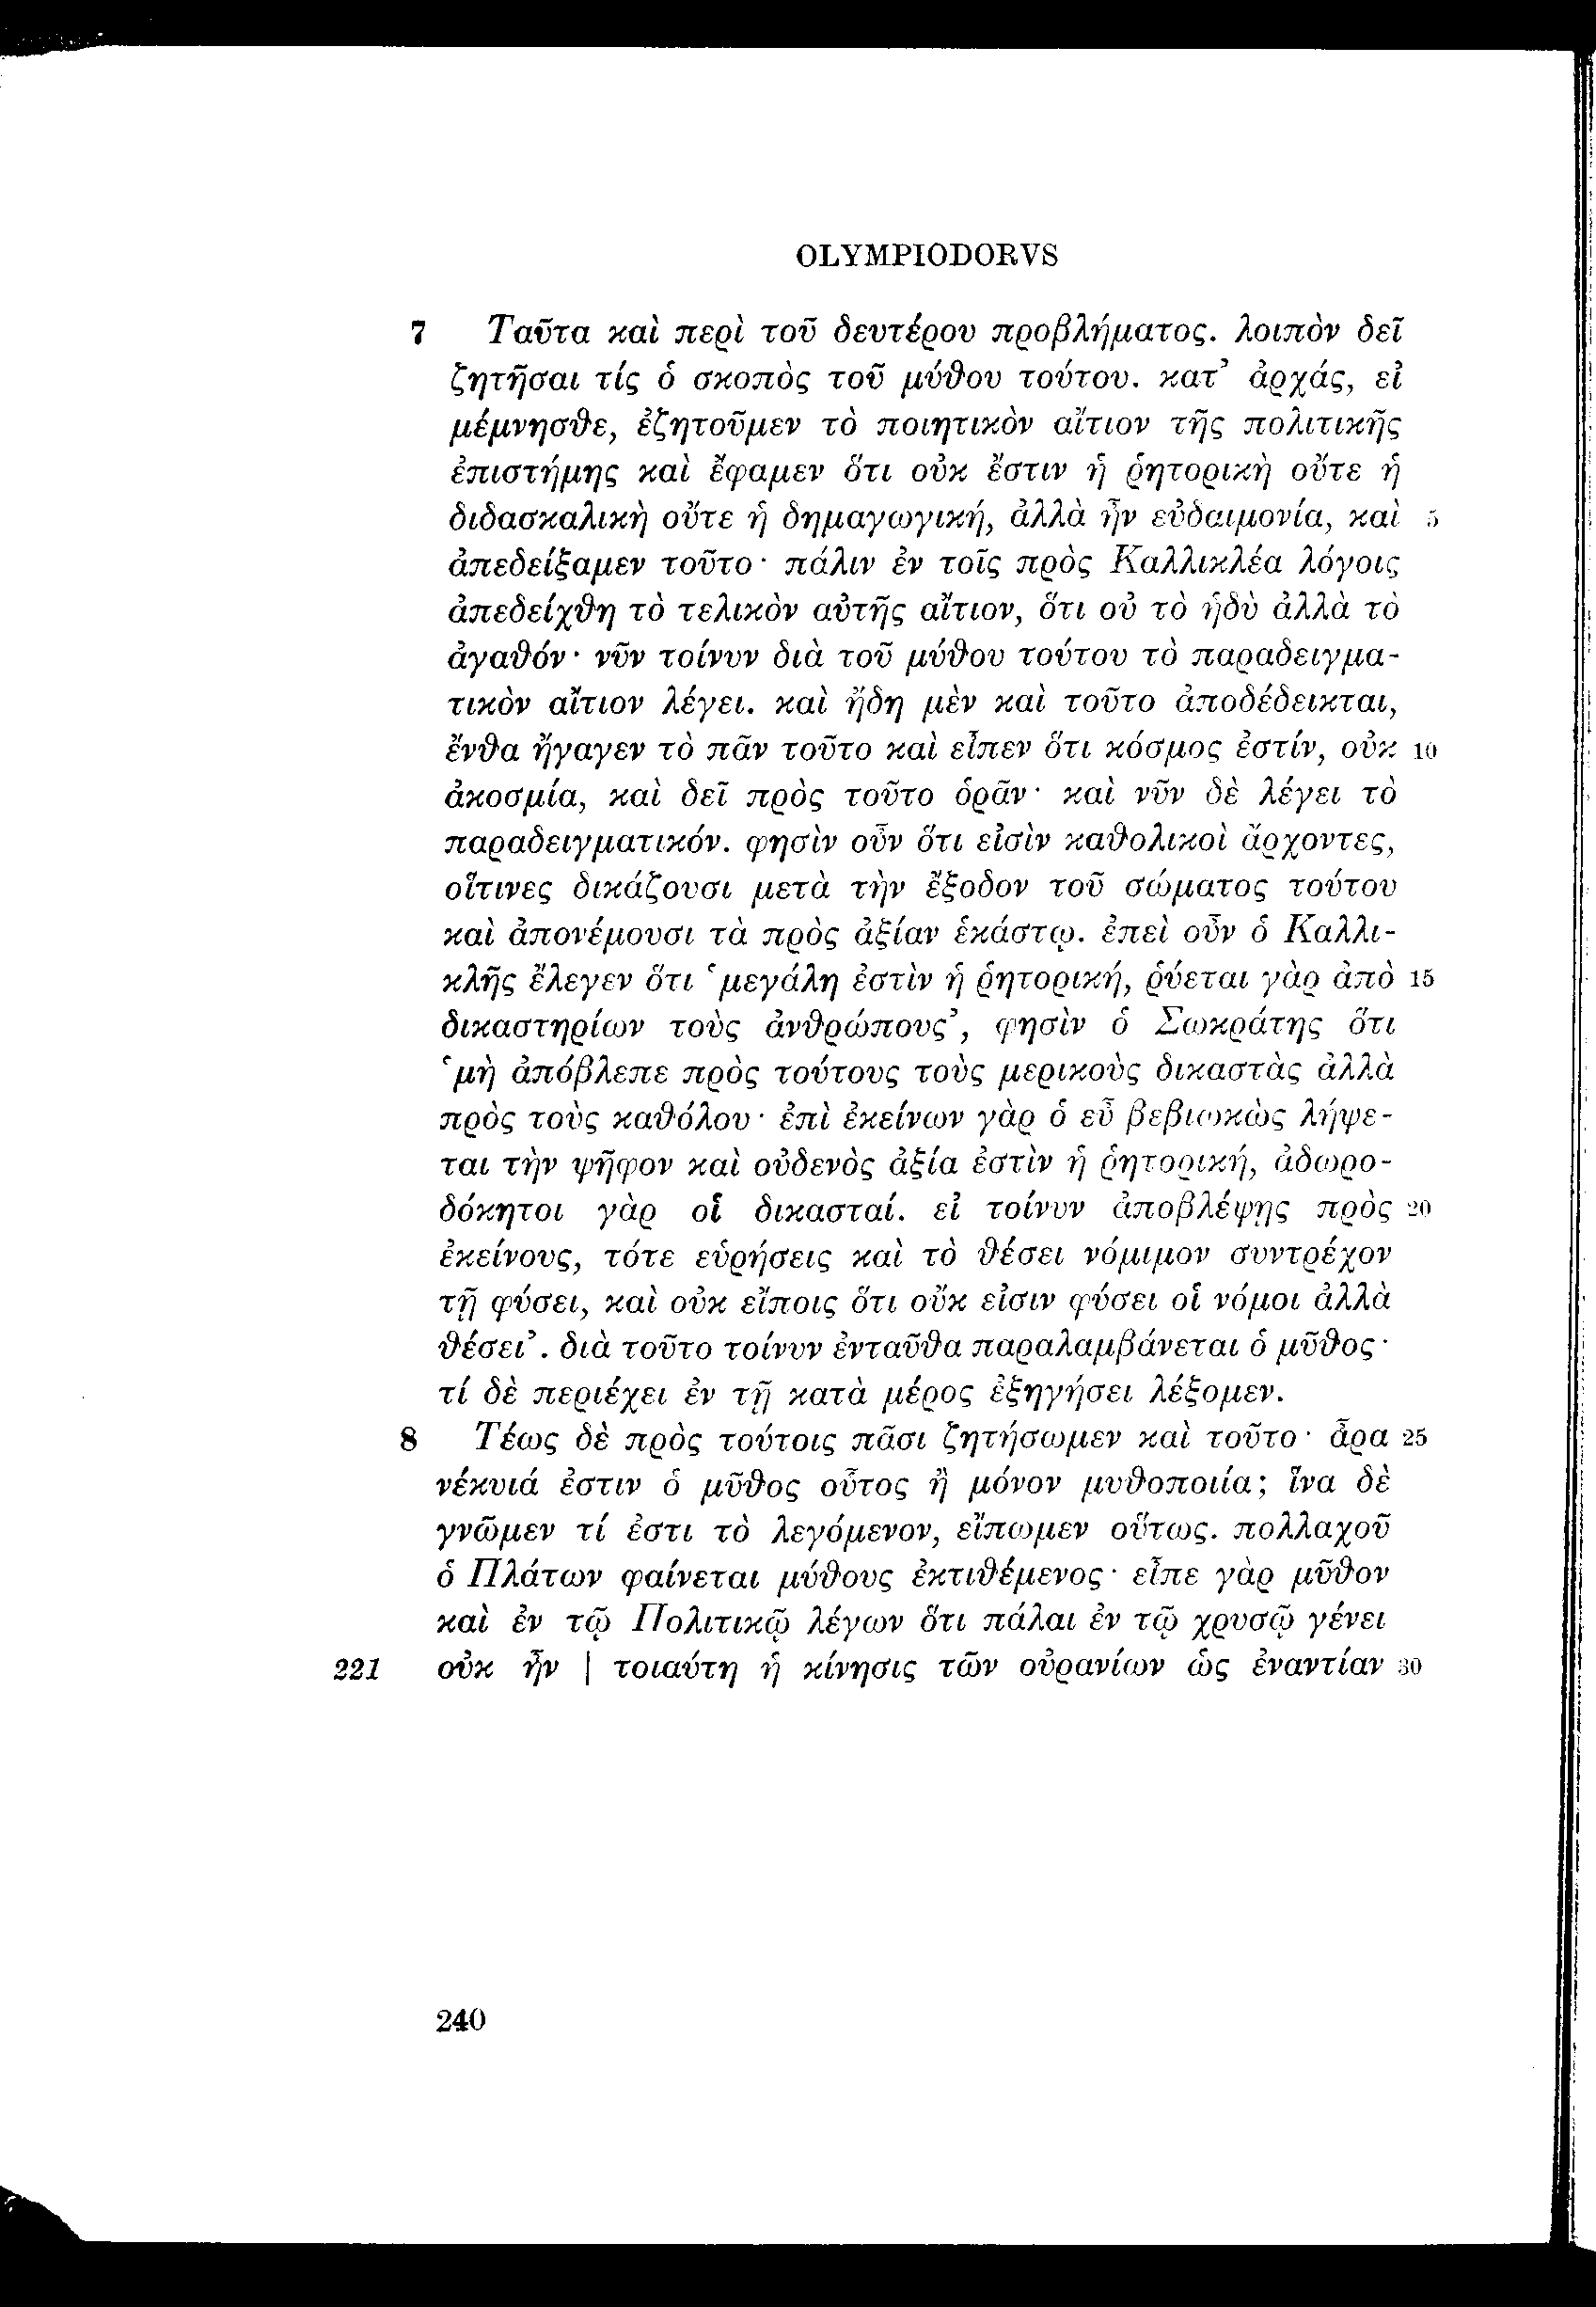 OLYMPIODORVS
7 Ταῦτα καὶ περὶ τοῦ δευτέρου προβλήματος. λοιπὸν δεῖ
ζητῆσαι τίς ὁ σκοπὸς τοῦ μύθου τούτου. κατ’ ἀρχάς, εἰ
μέμνησθε, ἐζητοῦμεν τὸ ποιητικὸν αἴτιον τῆς πολιτικῆς
ἐπιστήμης καὶ ἔφαμεν ὅτι οὐκ ἔστιν ἡ ῥητορικὴ οὔτε ἡ
διδασκαλικὴ οὔτε ἡ δημαγωγική, ἀλλὰ ἦν εὐδαιμονία, καὶ 5
ἀπεδείξαμεν τοῦτο· πάλιν ἐν τοῖς πρὸς Καλλικλέα λόγοις
ἀπεδείχθη τὸ τελικὸν αὐτῆς αἴτιον, ὅτι οὐ τὸ ἡδὺ ἀλλὰ τὸ
ἀγαθόν· νῦν τοίνυν διὰ τοῦ μύθου τούτου τὸ παραδειγμα-
τικὸν αἴτιον λέγει. καὶ ἤδη μὲν καὶ τοῦτο ἀποδέδεικται,
ἔνθα ἤγαγεν τὸ πᾶν τοῦτο καὶ εἶπεν ὅτι κόσμος ἐστίν, οὐκ 10
ἀκοσμία, καὶ δεῖ πρὸς τοῦτο ὁρᾶν· καὶ νῦν δὲ λέγει τὸ
παραδειγματικόν. φησὶν οὖν ὅτι εἰσὶν καθολικοὶ ἄρχοντες,
οἵτινες δικάζουσι μετὰ τὴν ἔξοδον τοῦ σώματος τούτου
καὶ ἀπονέμουσι τὰ πρὸς ἀξίαν ἑκάστῳ. ἐπεὶ οὖν ὁ Καλλι-
κλῆς ἔλεγεν ὅτι ‘μεγάλη ἐστὶν ἡ ῥητορική, ῥύεται γὰρ ἀπὸ 15
δικαστηρίων τοὺς ἀνθρώπους’, φησὶν ὁ Σωκράτης ὅτι
‘μὴ ἀπόβλεπε πρὸς τούτους τοὺς μερικοὺς δικαστὰς ἀλλὰ
πρὸς τοὺς καθόλου· ἐπὶ ἐκείνων γὰρ ὁ εὖ βεβιωκὼς λήψε-
ται τὴν ψῆφον καὶ οὐδενὸς ἀξία ἐστὶν ἡ ῥητορική, ἀδωρο-
δόκητοι γὰρ οἱ δικασταί. εἰ τοίνυν ἀποβλέψῃς πρὸς 20
ἐκείνους, τότε εὑρήσεις καὶ τὸ θέσει νόμιμον συντρέχον
τῇ φύσει, καὶ οὐκ εἴποις ὅτι οὔκ εἰσιν φύσει οἱ νόμοι ἀλλὰ
θέσει’. διὰ τοῦτο τοίνυν ἐνταῦθα παραλαμβάνεται ὁ μῦθος·
τί δὲ περιέχει ἐν τῇ κατὰ μέρος ἐξηγήσει λέξομεν.
8 Τέως δὲ πρὸς τούτοις πᾶσι ζητήσωμεν καὶ τοῦτο· ἆρα 25
νέκυιά ἐστιν ὁ μῦθος οὗτος ἢ μόνον μυθοποιία; ἵνα δὲ
γνῶμεν τί ἐστι τὸ λεγόμενον, εἴπωμεν οὕτως. πολλαχοῦ
ὁ Πλάτων φαίνεται μύθους ἐκτιθέμενος· εἶπε γὰρ μῦθον
καὶ ἐν τῷ Πολιτικῷ λέγων ὅτι πάλαι ἐν τῷ χρυσῷ γένει
221 οὐκ ἦν | τοιαύτη ἡ κίνησις τῶν οὐρανίων ὡς ἐναντίαν 30
240